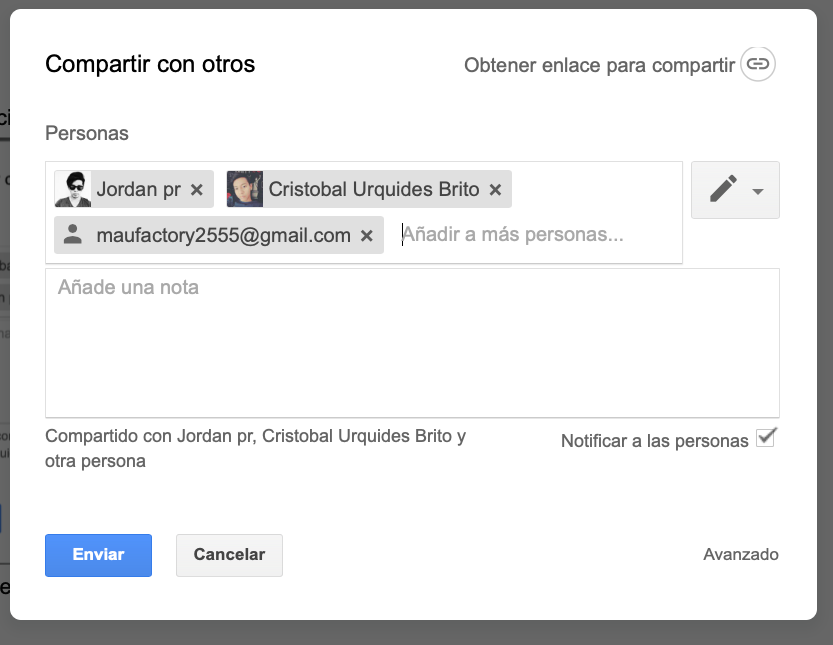 Compartir con otros
Obtener enlace para compartir
Personas
Jordan pr
Cristobal Urquides Brito
maufactory2555@gmail.com
Añadir a más personas...
Añade una nota
Compartido con Jordan pr, Cristobal Urquides Brito y
otra persona
Notificar a las personas
Enviar
Cancelar
Avanzado